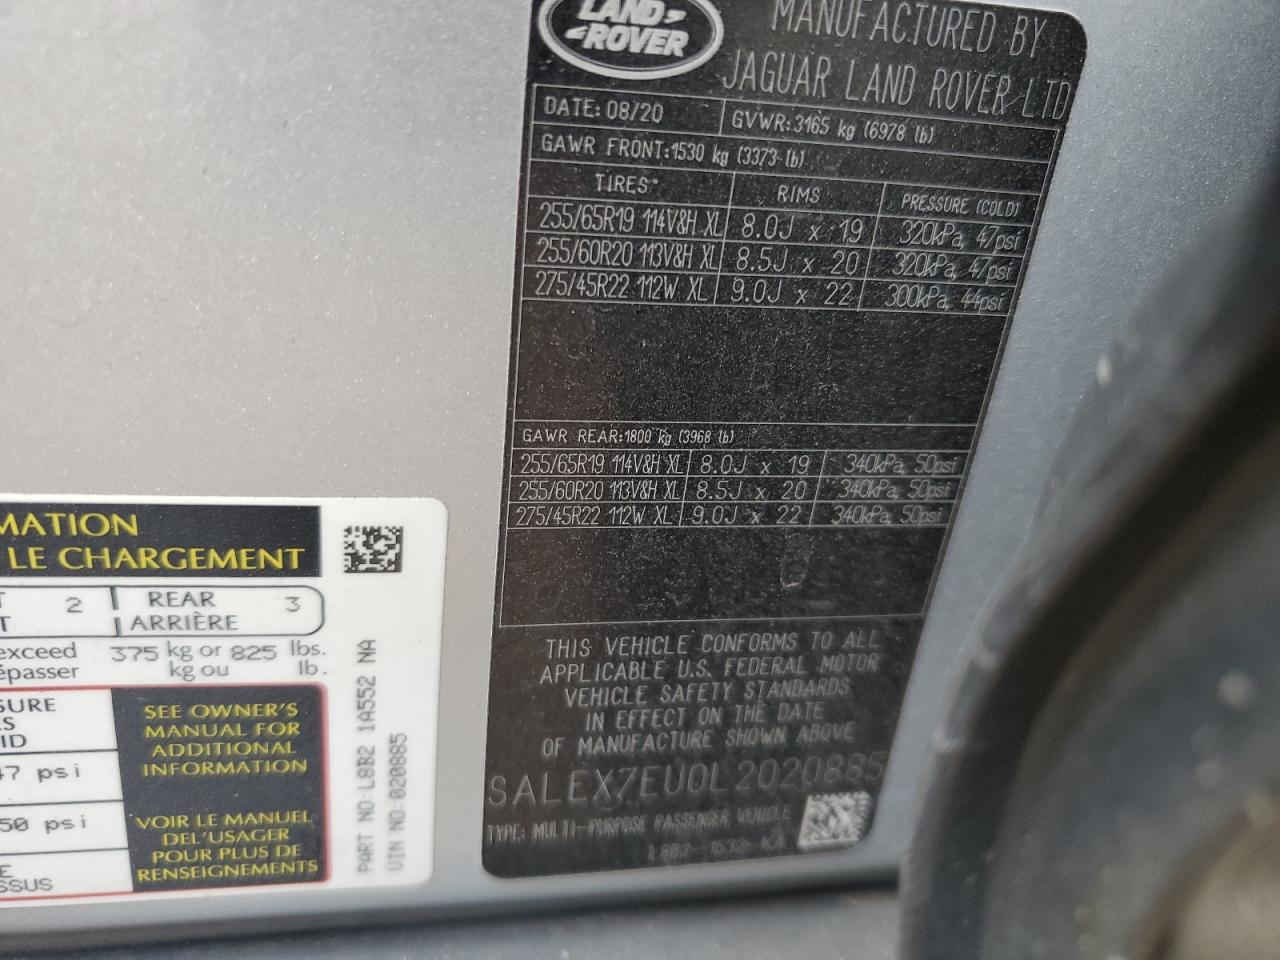 LAND
ROVER
MANUFACTURED BY
JAGUAR LAND ROVER LTD
DATE: 08/20 GVWR:3165 kg (6978 lb)
GAWR FRONT:1530 kg (3373 lb)
TIRES RIMS PRESSURE (COLD)
255/65R19 114V&H XL 8.0J x 19 320kPa, 47psi
255/60R20 113V&H XL 8.5J x 20 320kPa, 47psi
275/45R22 112W XL 9.0J x 22 300kPa, 44psi
GAWR REAR:1800 kg (3968 lb)
255/65R19 114V&H XL 8.0J x 19 340kPa, 50psi
255/60R20 113V&H XL 8.5J x 20 340kPa, 50psi
275/45R22 112W XL 9.0J x 22 340kPa, 50psi
THIS VEHICLE CONFORMS TO ALL
APPLICABLE U.S. FEDERAL MOTOR
VEHICLE SAFETY STANDARDS
IN EFFECT ON THE DATE
OF MANUFACTURE SHOWN ABOVE
SALEX7EU0L2020885
TYPE: MULTI-PURPOSE PASSENGER VEHICLE
MATION
LE CHARGEMENT
T 2 REAR 3
T ARRIÈRE
exceed 375 kg or 825 lbs.
épasser kg ou lb.
SURE
ES
ID
47 psi
50 psi
E
SSUS
SEE OWNER'S
MANUAL FOR
ADDITIONAL
INFORMATION
VOIR LE MANUEL
DEL'USAGER
POUR PLUS DE
RENSEIGNEMENTS
PART NO:L8B2 1A552 NA
VIN NO:020885